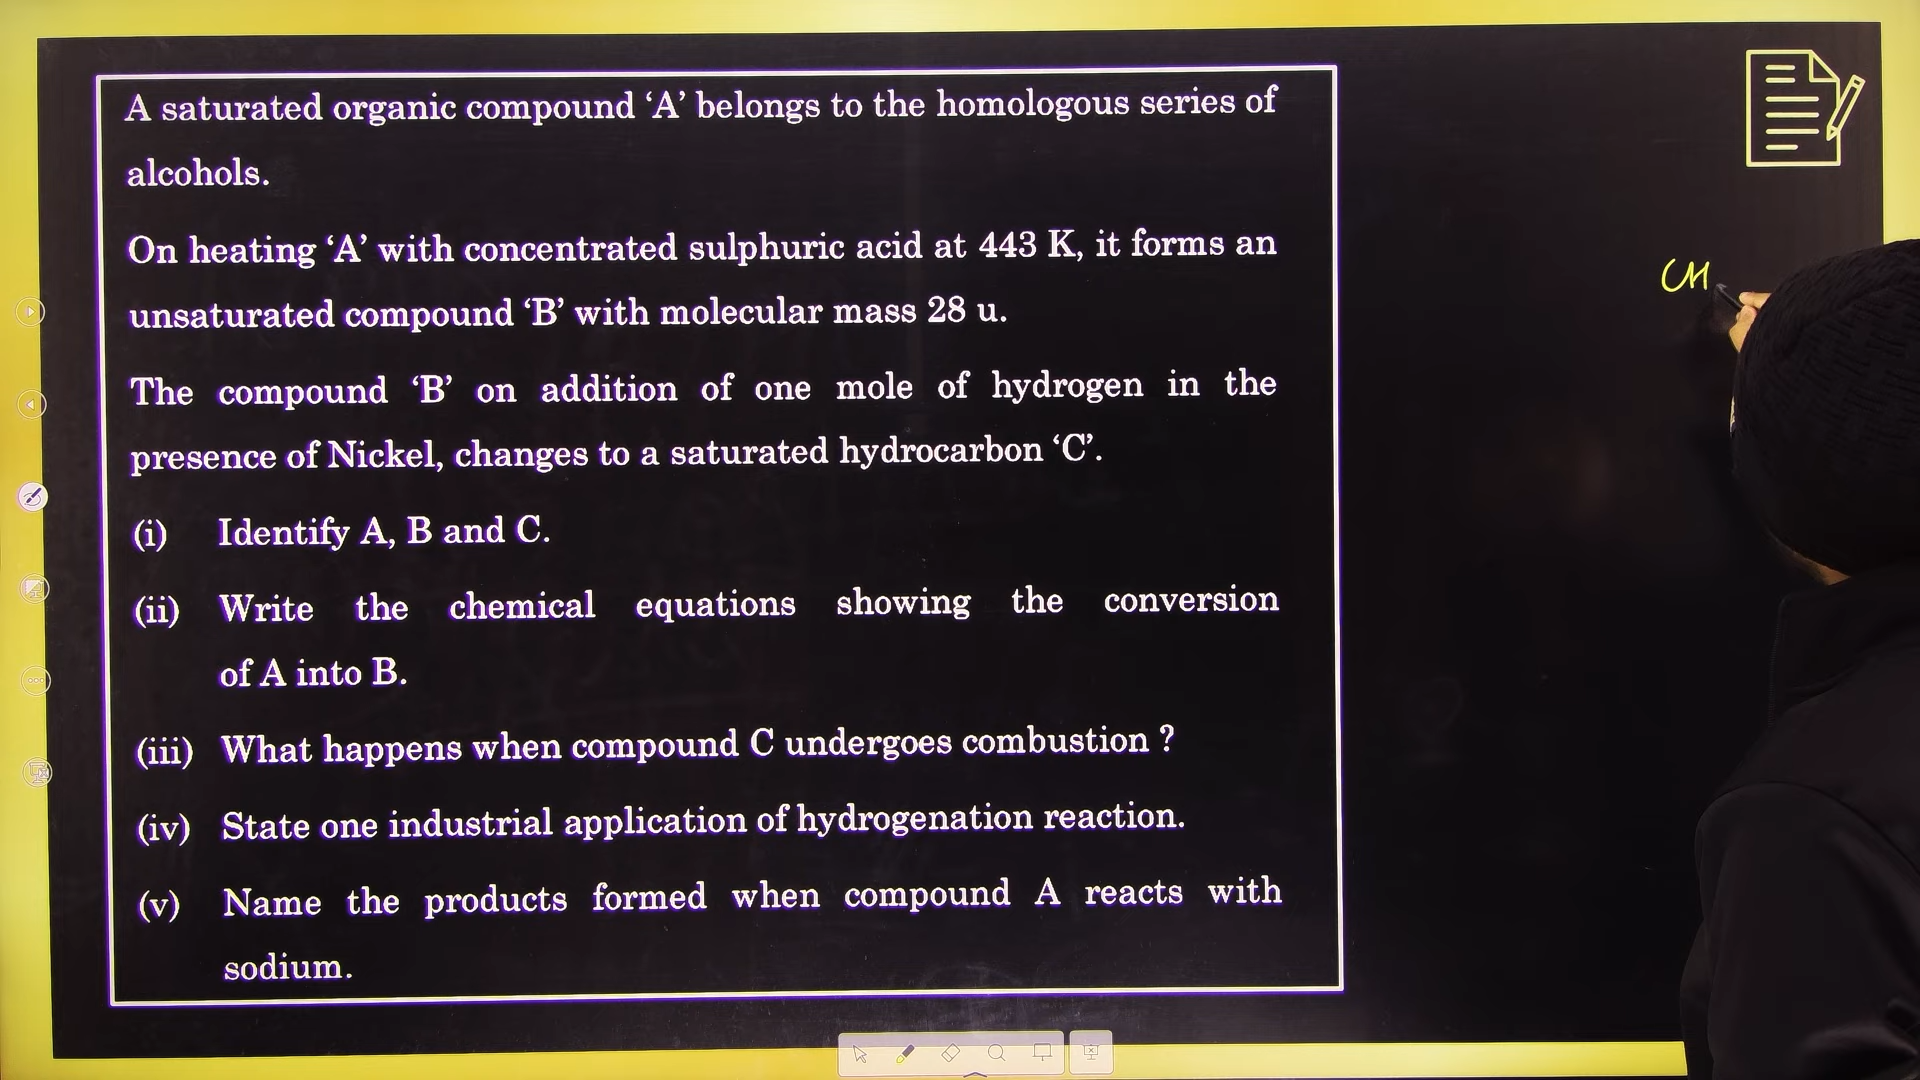 A saturated organic compound ‘A’ belongs to the homologous series of
alcohols.
On heating ‘A’ with concentrated sulphuric acid at 443 K, it forms an
unsaturated compound ‘B’ with molecular mass 28 u.
The compound ‘B’ on addition of one mole of hydrogen in the
presence of Nickel, changes to a saturated hydrocarbon ‘C’.
(i) Identify A, B and C.
(ii) Write the chemical equations showing the conversion
of A into B.
(iii) What happens when compound C undergoes combustion ?
(iv) State one industrial application of hydrogenation reaction.
(v) Name the products formed when compound A reacts with
sodium.
CH